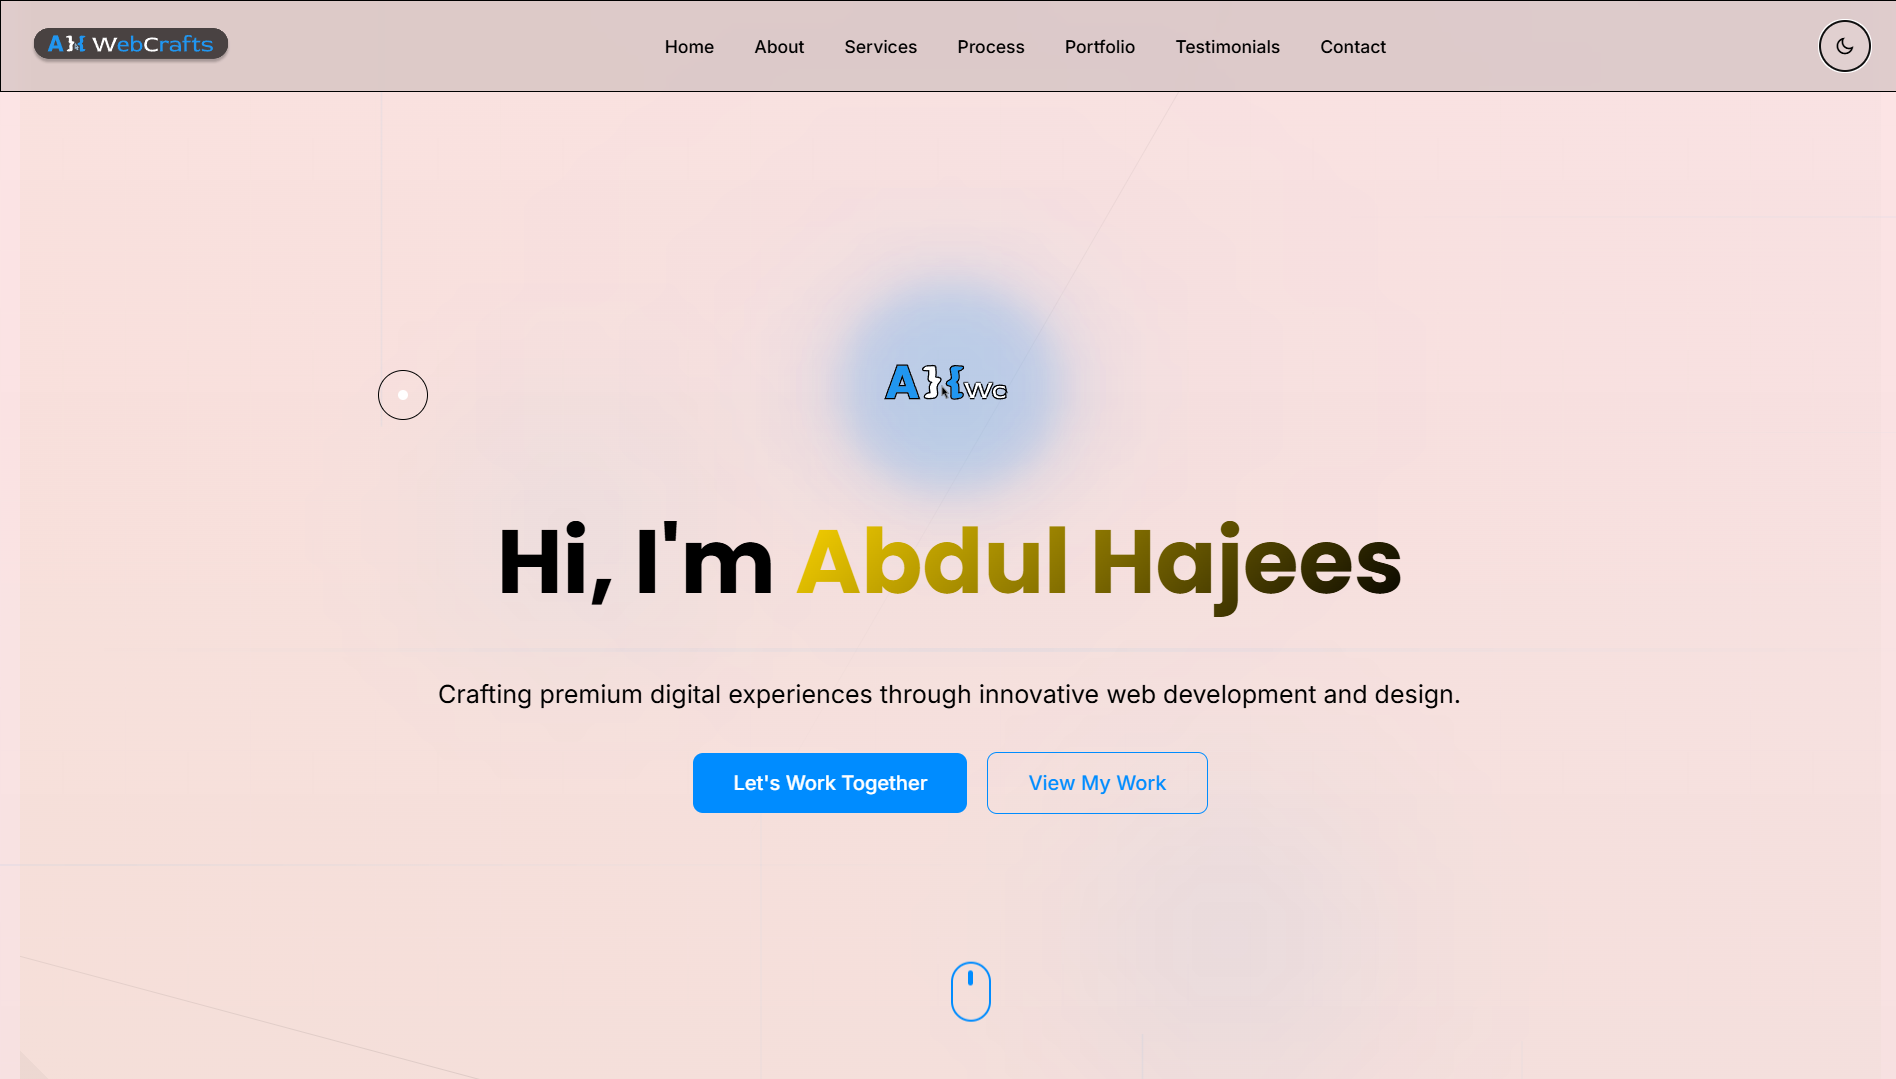 AH WebCrafts
Home About Services Process Portfolio Testimonials Contact
A}{wc
Hi, I'm Abdul Hajees
Crafting premium digital experiences through innovative web development and design.
Let's Work Together View My Work